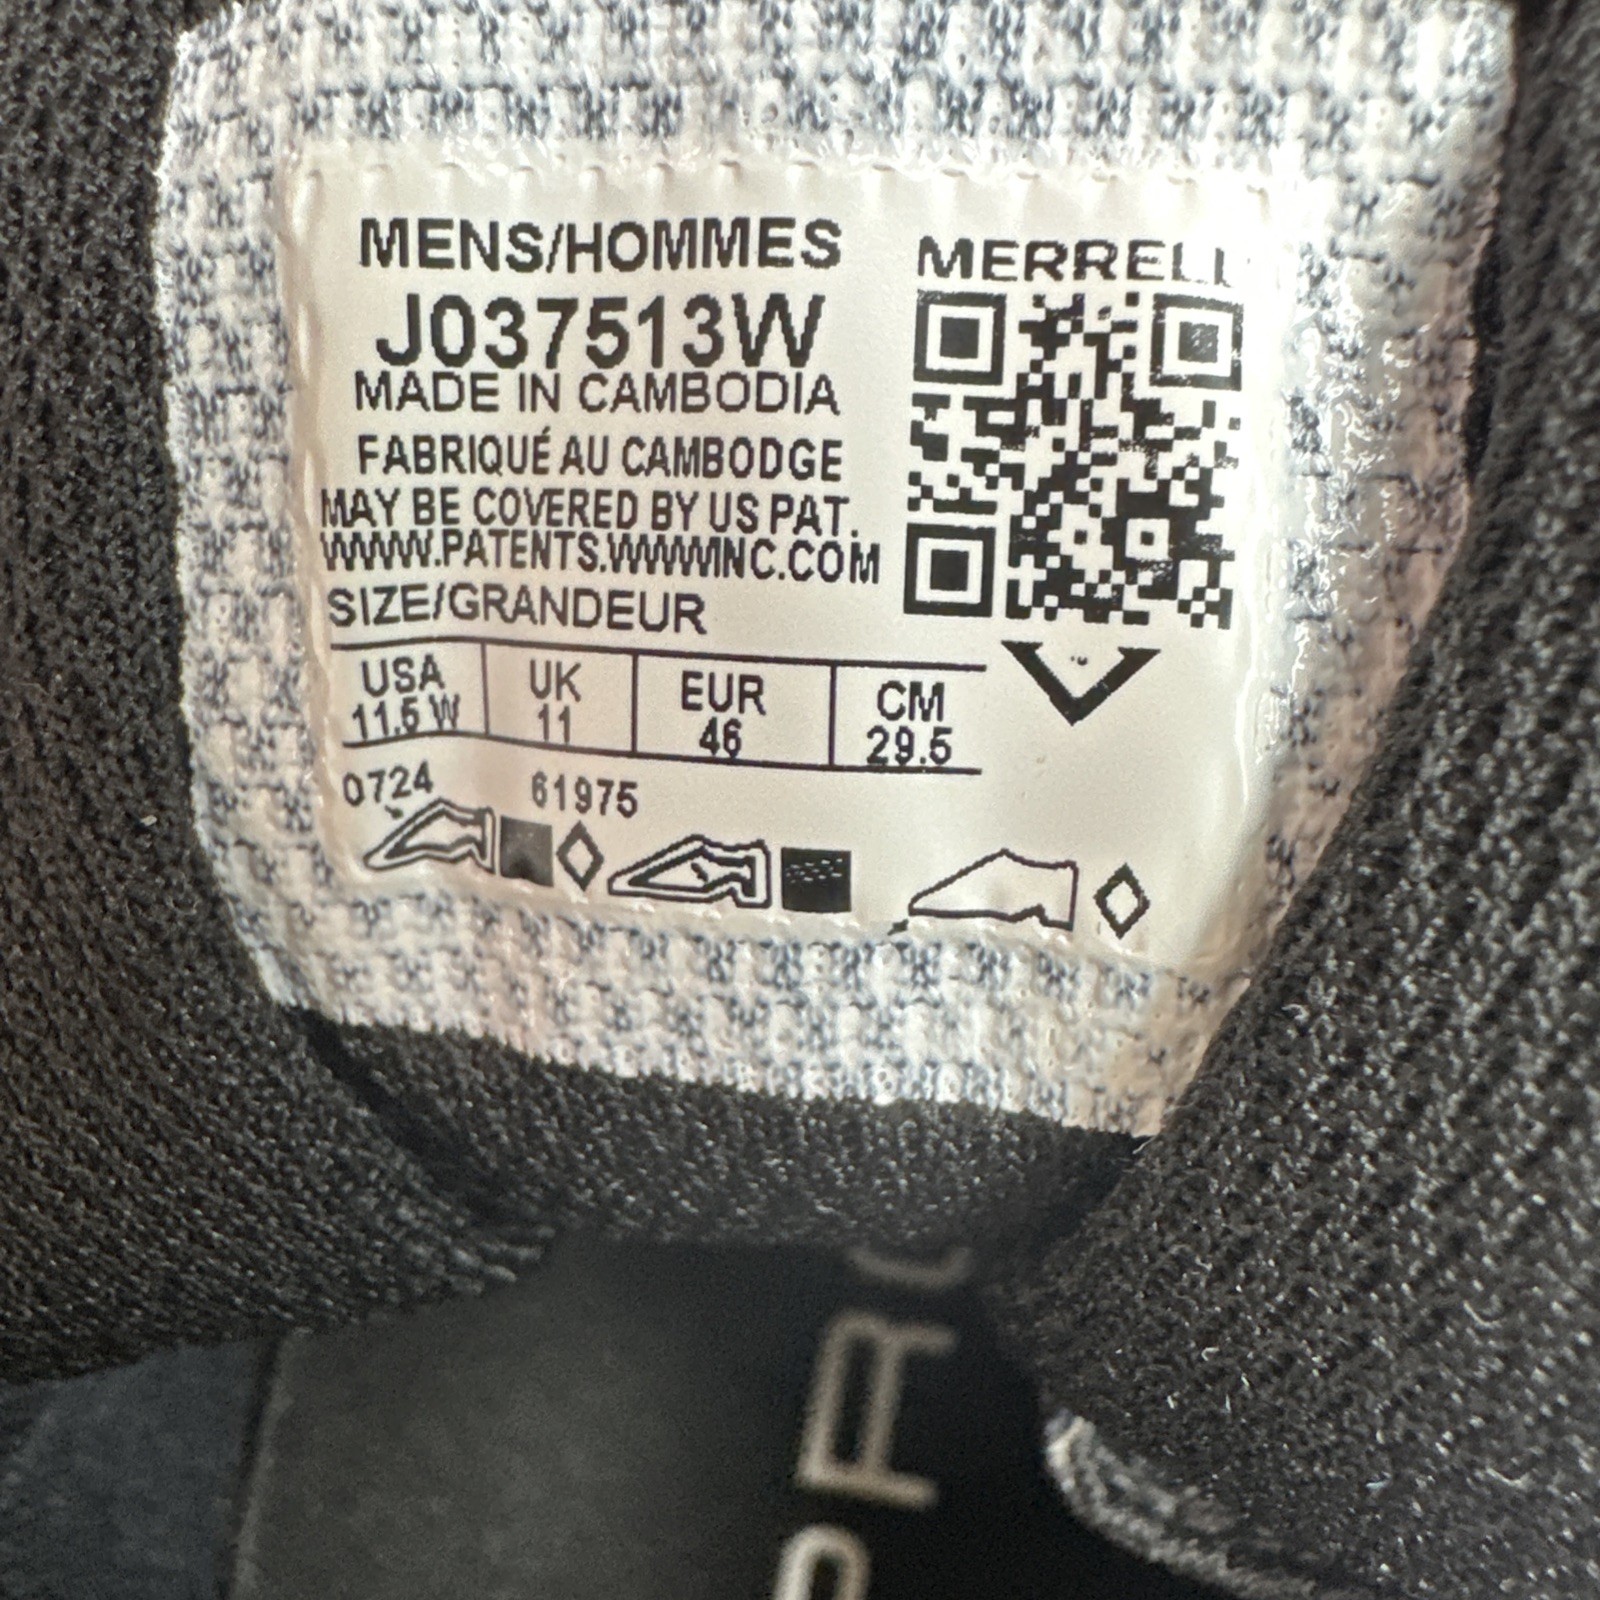 MENS/HOMMES
J037513W
MADE IN CAMBODIA
FABRIQUÉ AU CAMBODGE
MAY BE COVERED BY US PAT.
WWW.PATENTS.WWWINC.COM
SIZE/GRANDEUR
USA UK EUR CM
11.5 W 11 46 29.5
0724 61975
MERRELL